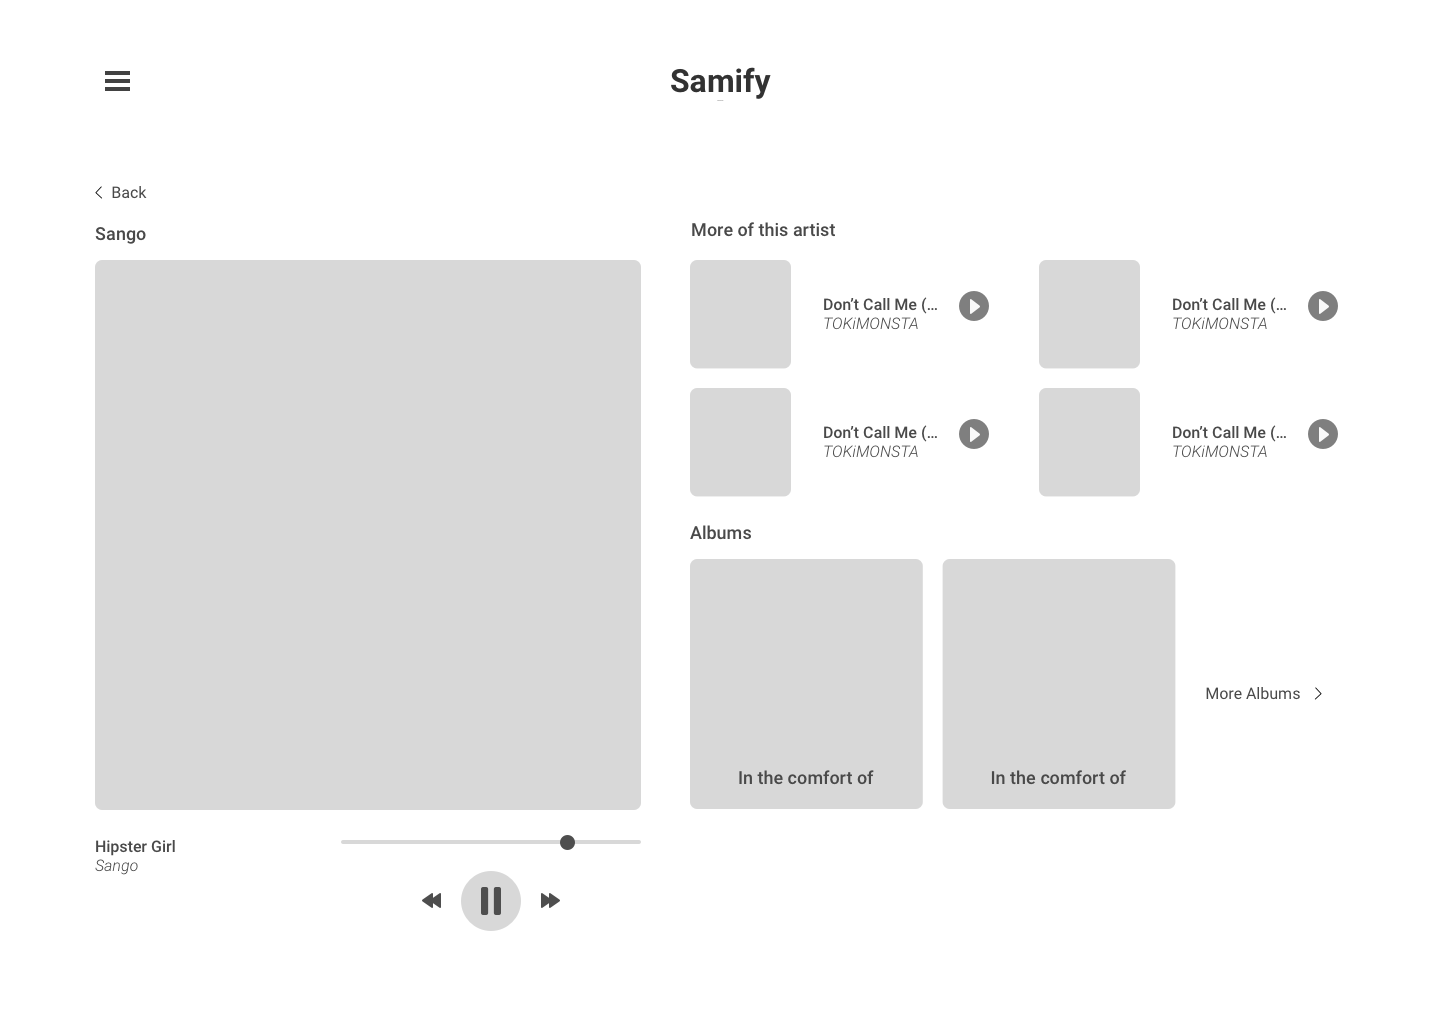 Samify
Back
Sango
More of this artist
Don’t Call Me (...
TOKiMONSTA
Don’t Call Me (...
TOKiMONSTA
Don’t Call Me (...
TOKiMONSTA
Don’t Call Me (...
TOKiMONSTA
Albums
In the comfort of
In the comfort of
More Albums
Hipster Girl
Sango